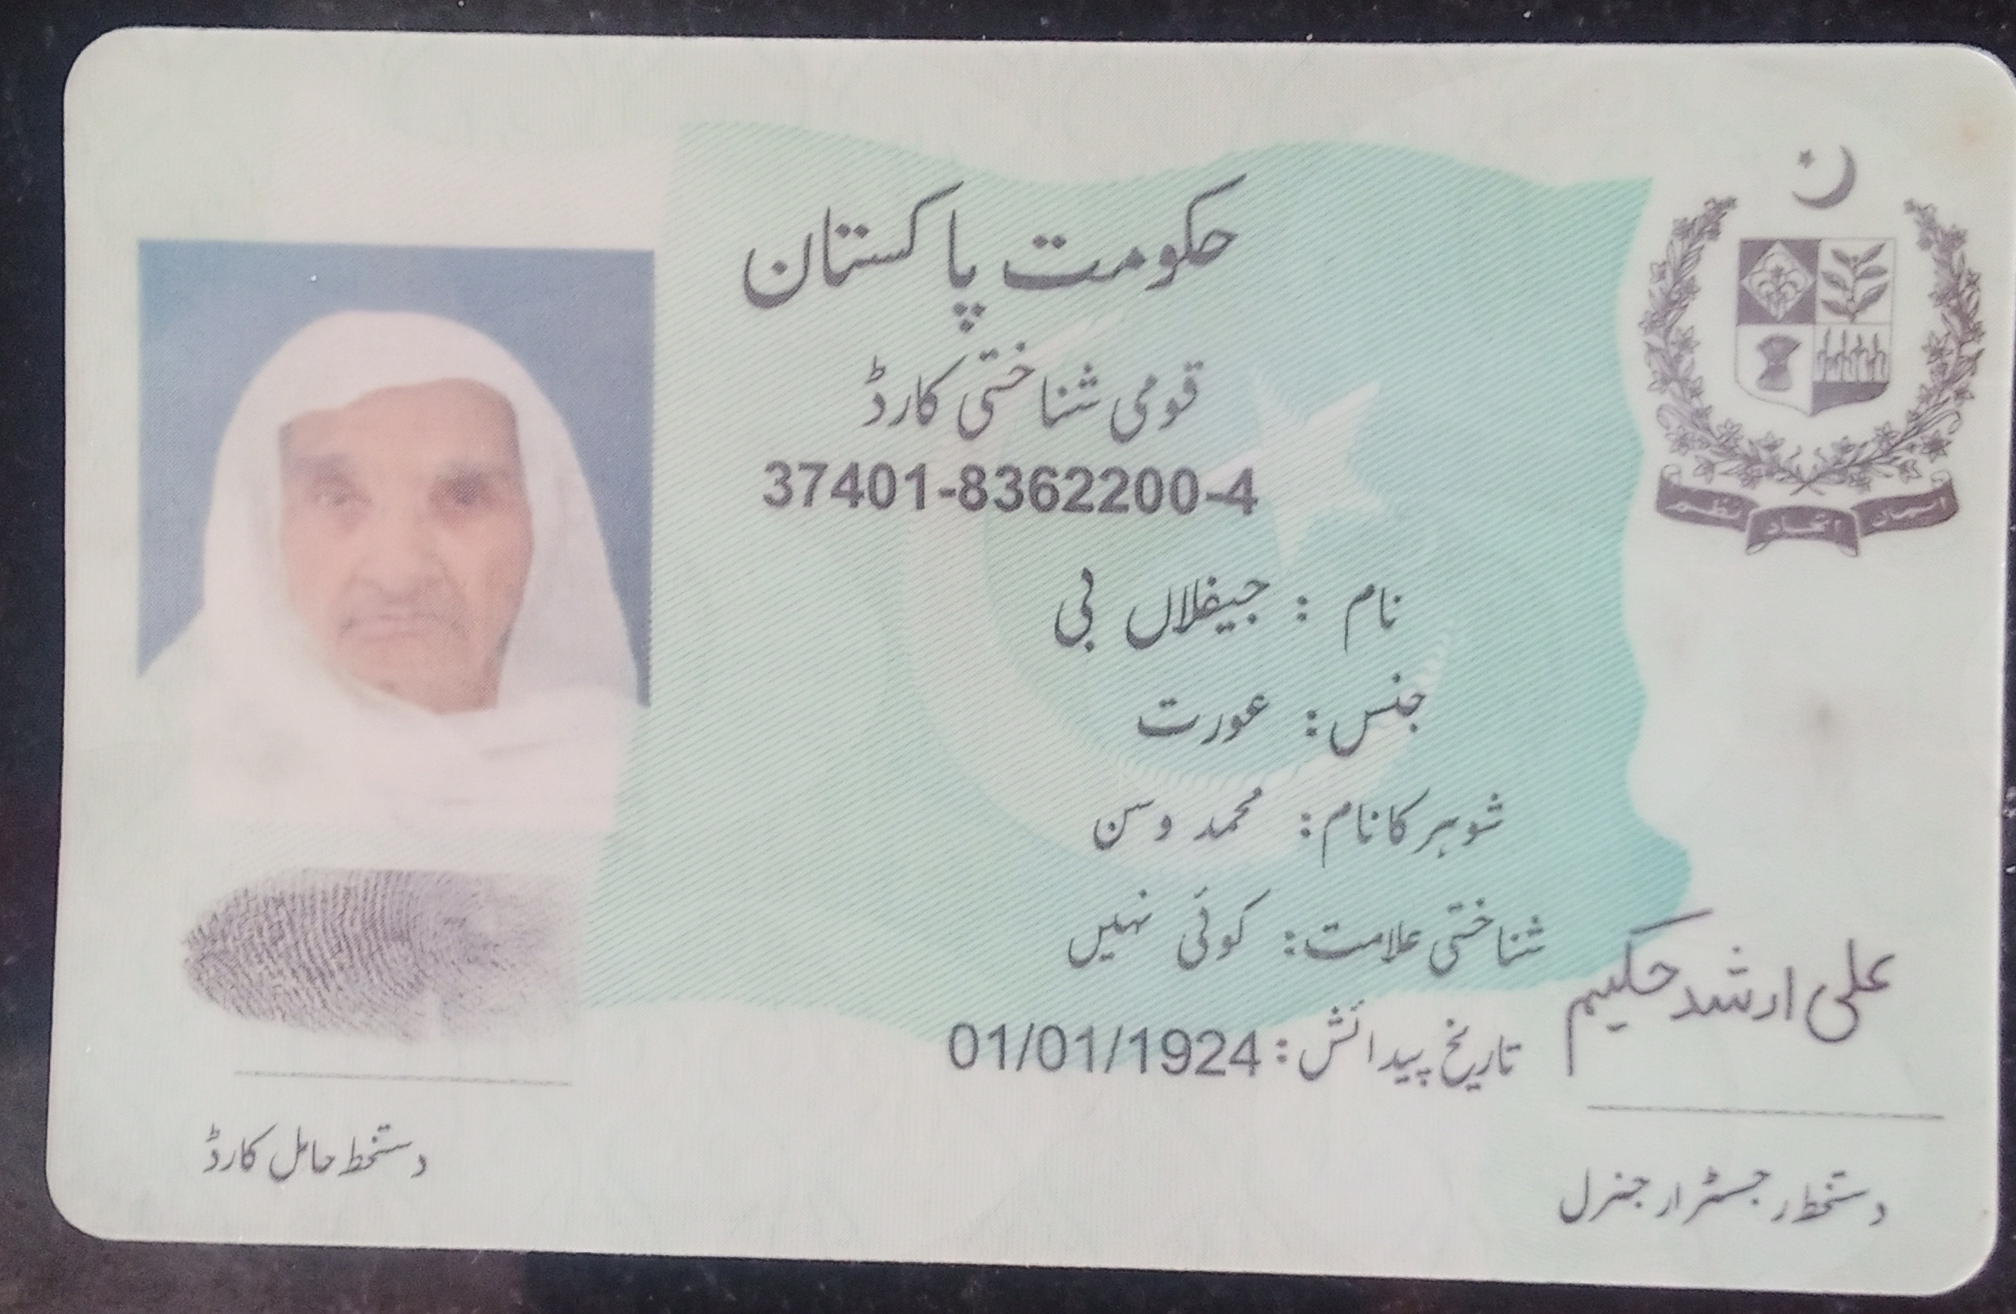 حکومت پاکستان
قومی شناختی کارڈ
37401-8362200-4
نام : جیفلاں بی
جنس: عورت
شوہر کا نام: محمد وسن
شناختی علامت: کوئی نہیں
تاریخ پیدائش: 01/01/1924
ایمان اتحاد نظم
علی ارشد حکیم
دستخط حامل کارڈ
دستخط رجسٹرار جنرل